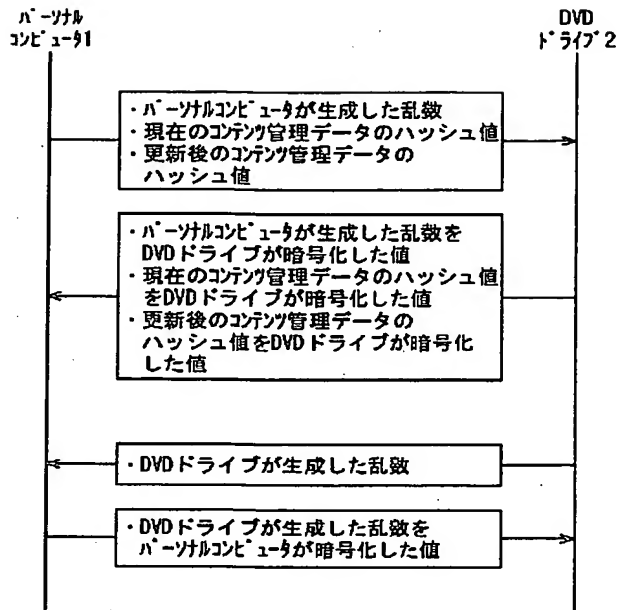 パーソナル
コンピュータ1
DVD
ドライブ2
・パーソナルコンピュータが生成した乱数
・現在のコンテンツ管理データのハッシュ値
・更新後のコンテンツ管理データの
ハッシュ値
・パーソナルコンピュータが生成した乱数を
DVDドライブが暗号化した値
・現在のコンテンツ管理データのハッシュ値
をDVDドライブが暗号化した値
・更新後のコンテンツ管理データの
ハッシュ値をDVDドライブが暗号化
した値
・DVDドライブが生成した乱数
・DVDドライブが生成した乱数を
パーソナルコンピュータが暗号化した値